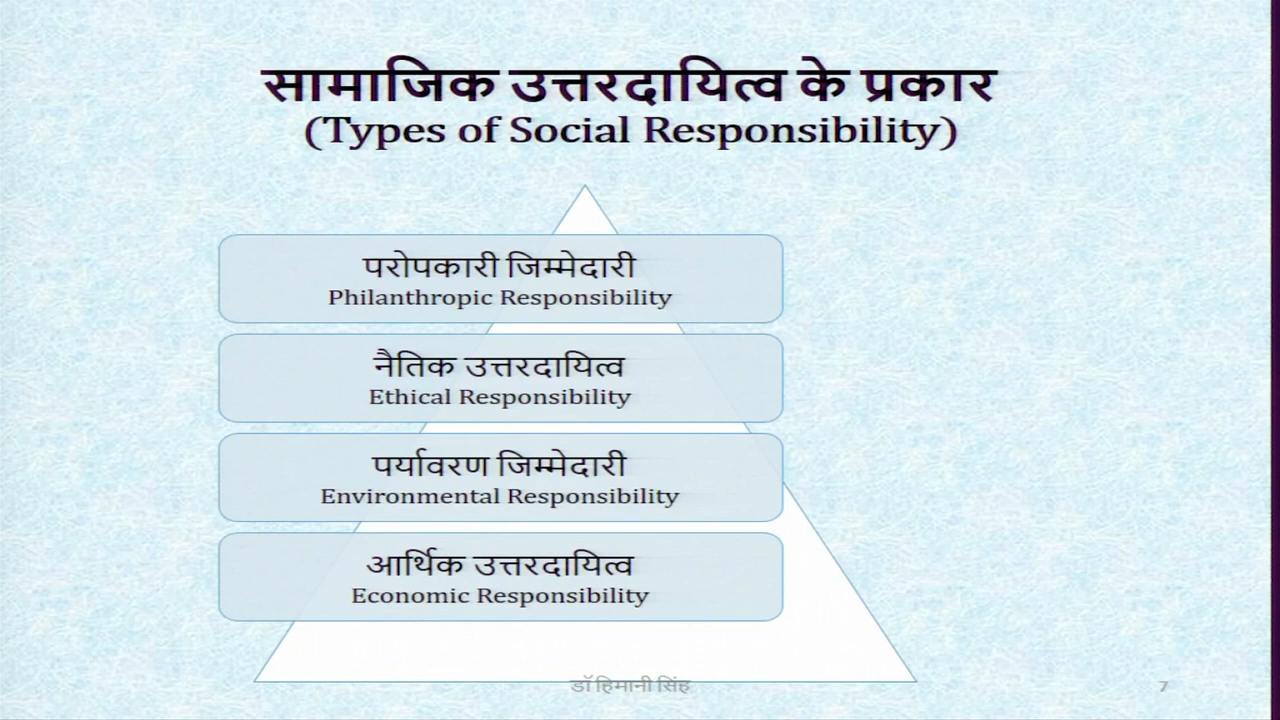 सामाजिक उत्तरदायित्व के प्रकार
(Types of Social Responsibility)
परोपकारी जिम्मेदारी
Philanthropic Responsibility
नैतिक उत्तरदायित्व
Ethical Responsibility
पर्यावरण जिम्मेदारी
Environmental Responsibility
आर्थिक उत्तरदायित्व
Economic Responsibility
डॉ हिमानी सिंह
7